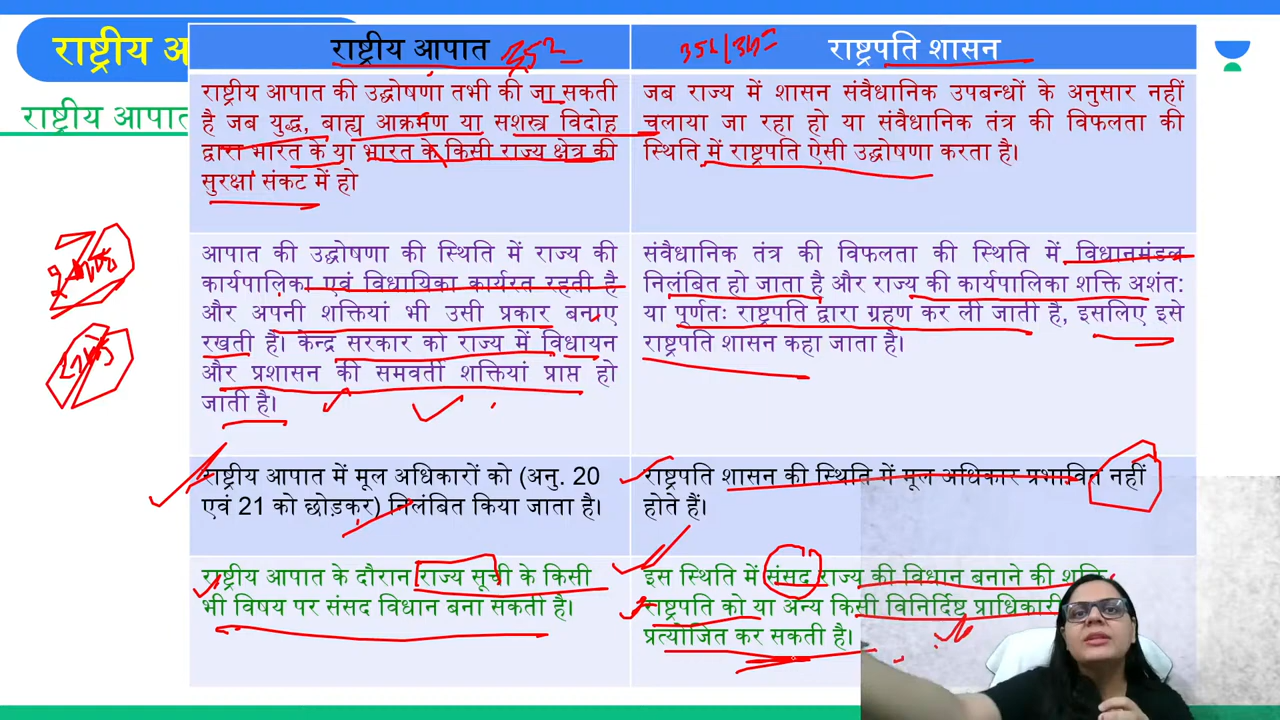 राष्ट्रीय आ
राष्ट्रीय आपात
राष्ट्रीय आपात 352
356/365 राष्ट्रपति शासन
राष्ट्रीय आपात की उद्घोषणा तभी की जा सकती
है जब युद्ध, बाह्य आक्रमण या सशस्त्र विदोह
द्वारा भारत के या भारत के किसी राज्य क्षेत्र की
सुरक्षा संकट में हो
जब राज्य में शासन संवैधानिक उपबन्धों के अनुसार नहीं
चलाया जा रहा हो या संवैधानिक तंत्र की विफलता की
स्थिति में राष्ट्रपति ऐसी उद्घोषणा करता है।
आपात की उद्घोषणा की स्थिति में राज्य की
कार्यपालिका एवं विधायिका कार्यरत रहती है
और अपनी शक्तियां भी उसी प्रकार बनाए
रखती है। केन्द्र सरकार को राज्य में विधायन
और प्रशासन की समवर्ती शक्तियां प्राप्त हो
जाती है।
संवैधानिक तंत्र की विफलता की स्थिति में विधानमंडल
निलंबित हो जाता है और राज्य की कार्यपालिका शक्ति अशंत:
या पूर्णतः राष्ट्रपति द्वारा ग्रहण कर ली जाती है, इसलिए इसे
राष्ट्रपति शासन कहा जाता है।
राष्ट्रीय आपात में मूल अधिकारों को (अनु. 20
एवं 21 को छोड़कर) निलंबित किया जाता है।
राष्ट्रपति शासन की स्थिति में मूल अधिकार प्रभावित नहीं
होते हैं।
राष्ट्रीय आपात के दौरान राज्य सूची के किसी
भी विषय पर संसद विधान बना सकती है।
इस स्थिति में संसद राज्य की विधान बनाने की शक्ति
राष्ट्रपति को या अन्य किसी विनिर्दिष्ट प्राधिकारी
प्रत्योजित कर सकती है।